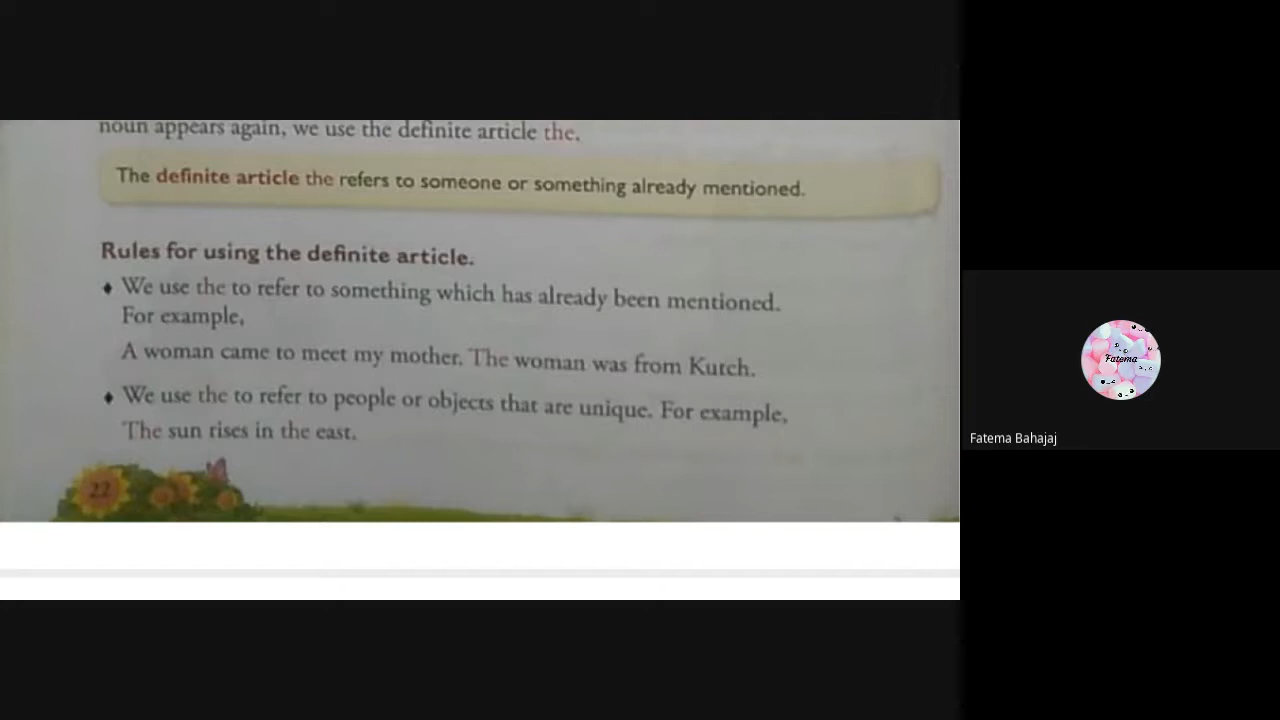 noun appears again, we use the definite article the.
The definite article the refers to someone or something already mentioned.
Rules for using the definite article.
♦ We use the to refer to something which has already been mentioned.
For example,
A woman came to meet my mother. The woman was from Kutch.
♦ We use the to refer to people or objects that are unique. For example,
The sun rises in the east.
22
Fatema
Fatema Bahajaj